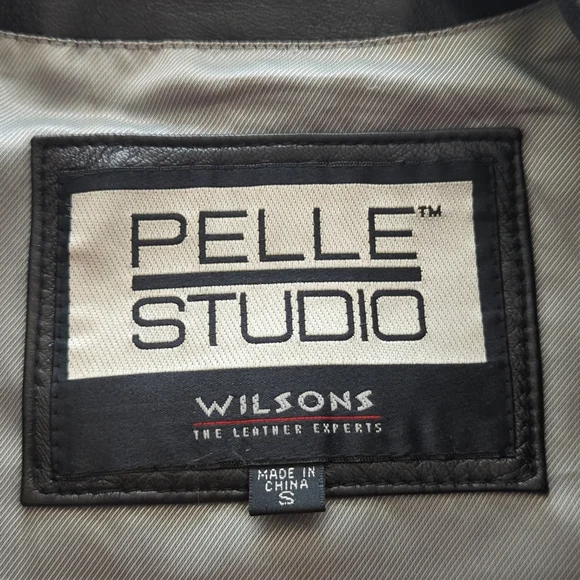 PELLE™
STUDIO
WILSONS
THE LEATHER EXPERTS
MADE IN
CHINA
S